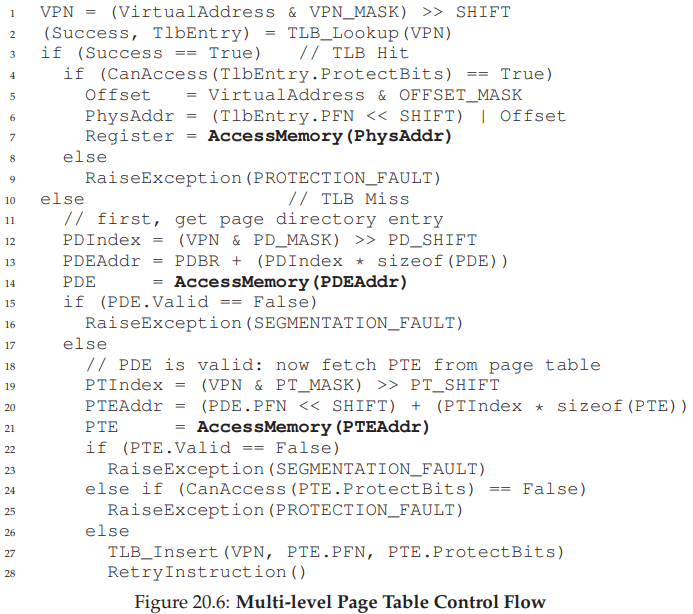 1 VPN = (VirtualAddress & VPN_MASK) >> SHIFT
2 (Success, TlbEntry) = TLB_Lookup(VPN)
3 if (Success == True) // TLB Hit
4 if (CanAccess(TlbEntry.ProtectBits) == True)
5 Offset = VirtualAddress & OFFSET_MASK
6 PhysAddr = (TlbEntry.PFN << SHIFT) | Offset
7 Register = AccessMemory(PhysAddr)
8 else
9 RaiseException(PROTECTION_FAULT)
10 else // TLB Miss
11 // first, get page directory entry
12 PDIndex = (VPN & PD_MASK) >> PD_SHIFT
13 PDEAddr = PDBR + (PDIndex * sizeof(PDE))
14 PDE = AccessMemory(PDEAddr)
15 if (PDE.Valid == False)
16 RaiseException(SEGMENTATION_FAULT)
17 else
18 // PDE is valid: now fetch PTE from page table
19 PTIndex = (VPN & PT_MASK) >> PT_SHIFT
20 PTEAddr = (PDE.PFN << SHIFT) + (PTIndex * sizeof(PTE))
21 PTE = AccessMemory(PTEAddr)
22 if (PTE.Valid == False)
23 RaiseException(SEGMENTATION_FAULT)
24 else if (CanAccess(PTE.ProtectBits) == False)
25 RaiseException(PROTECTION_FAULT)
26 else
27 TLB_Insert(VPN, PTE.PFN, PTE.ProtectBits)
28 RetryInstruction()
Figure 20.6: Multi-level Page Table Control Flow